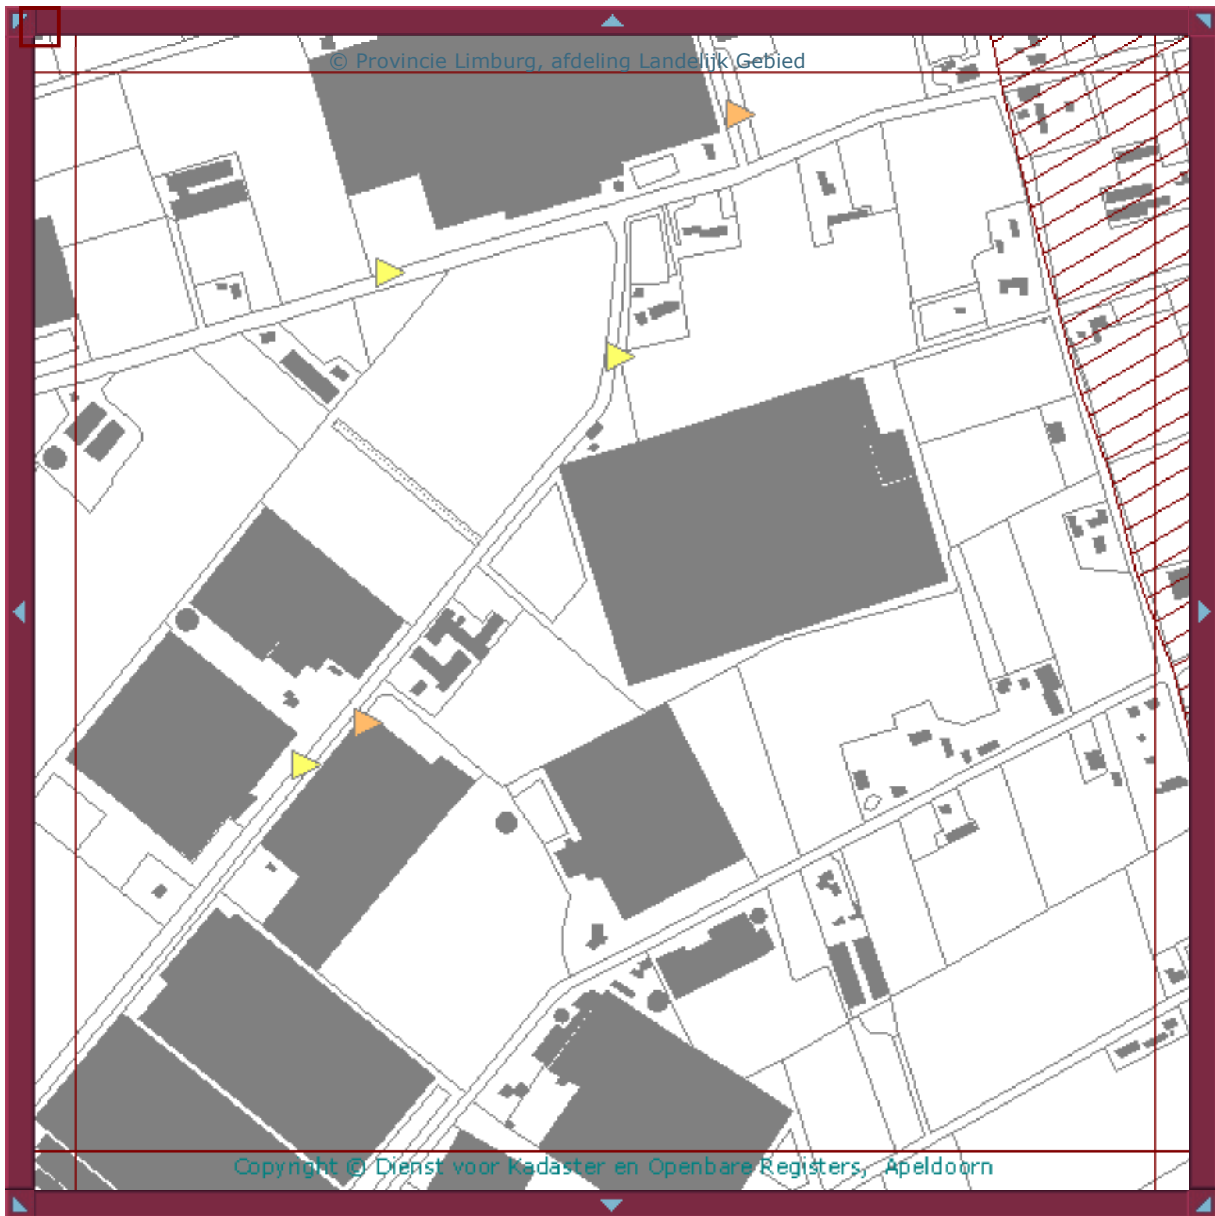 © Provincie Limburg, afdeling Landelijk Gebied
Copyright © Dienst voor Kadaster en Openbare Registers, Apeldoorn